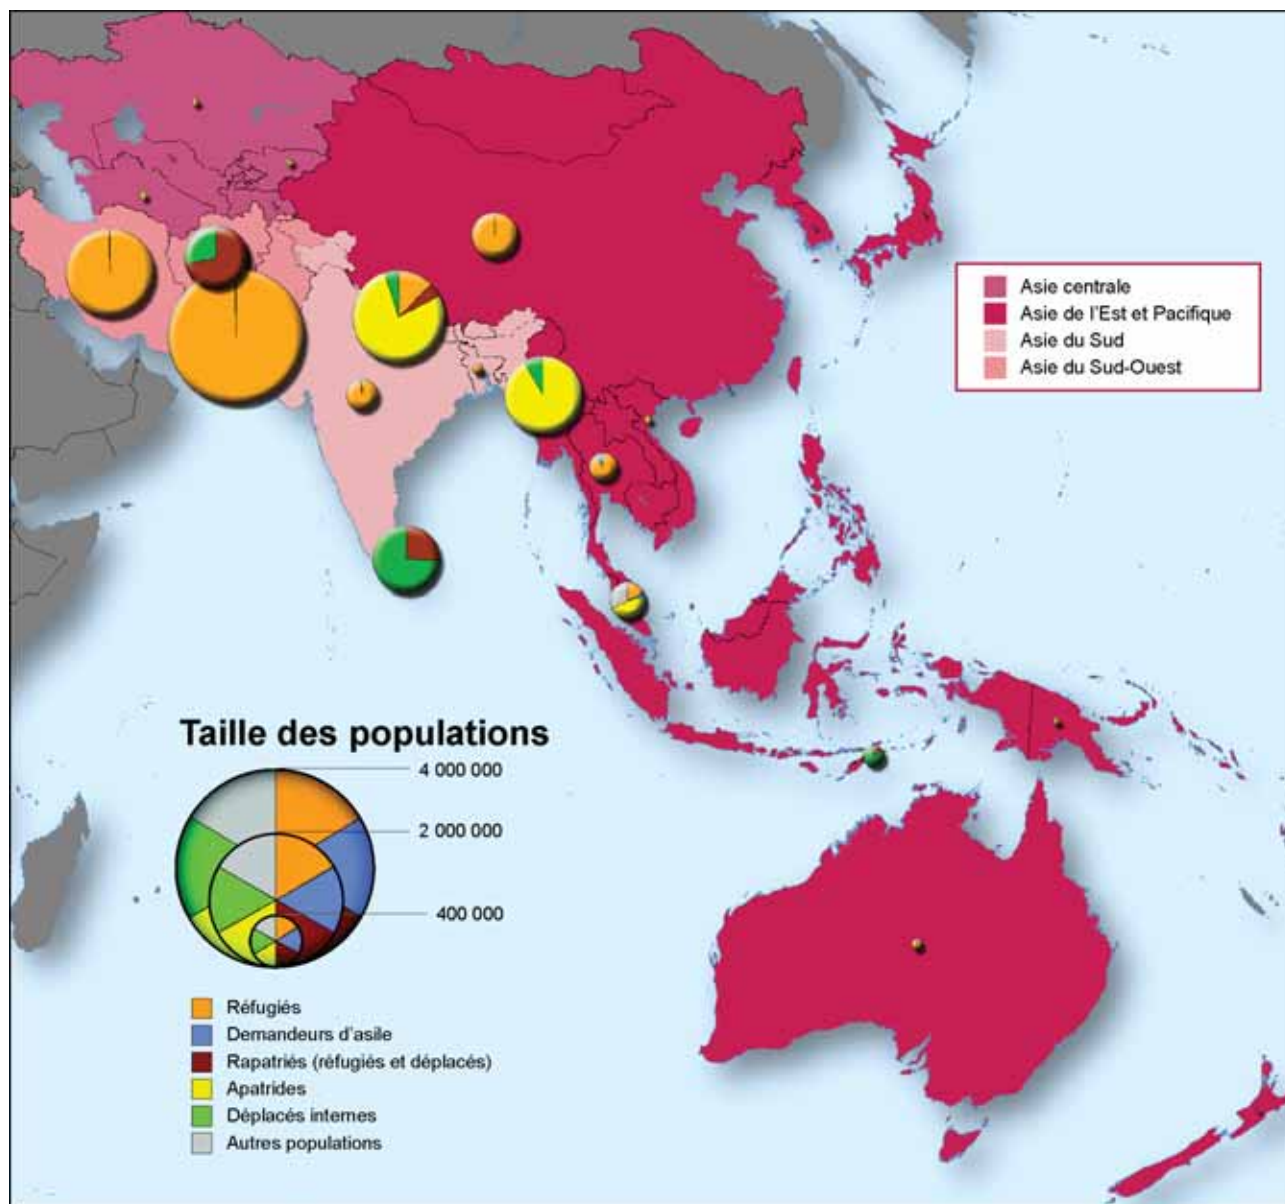 Asie centrale
Asie de l'Est et Pacifique
Asie du Sud
Asie du Sud-Ouest
Taille des populations
4 000 000
2 000 000
400 000
Réfugiés
Demandeurs d'asile
Rapatriés (réfugiés et déplacés)
Apatrides
Déplacés internes
Autres populations